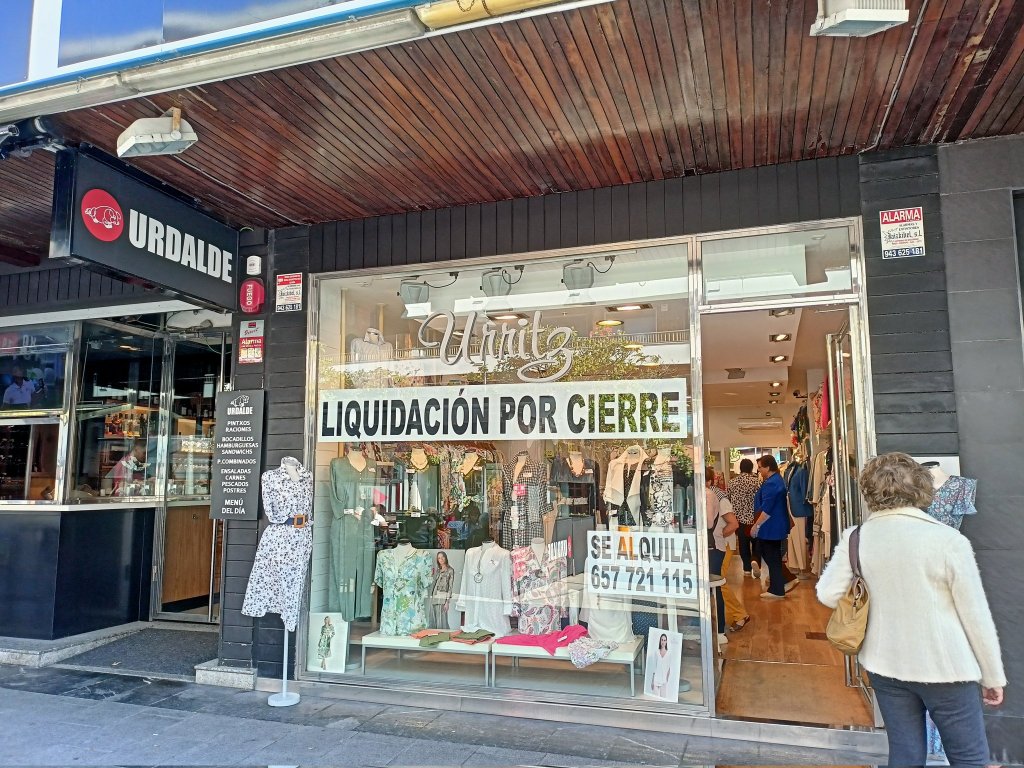 URDALDE
FUEGO
Alarma
URDALDE
PINTXOS
RACIONES
BOCADILLOS
HAMBURGUESAS
SANDWICHS
P. COMBINADOS
ENSALADAS
CARNES
PESCADOS
POSTRES
MENÚ
DEL DÍA
Urritz
LIQUIDACIÓN POR CIERRE
SE ALQUILA
657 721 115
ALARMA
943 625 181